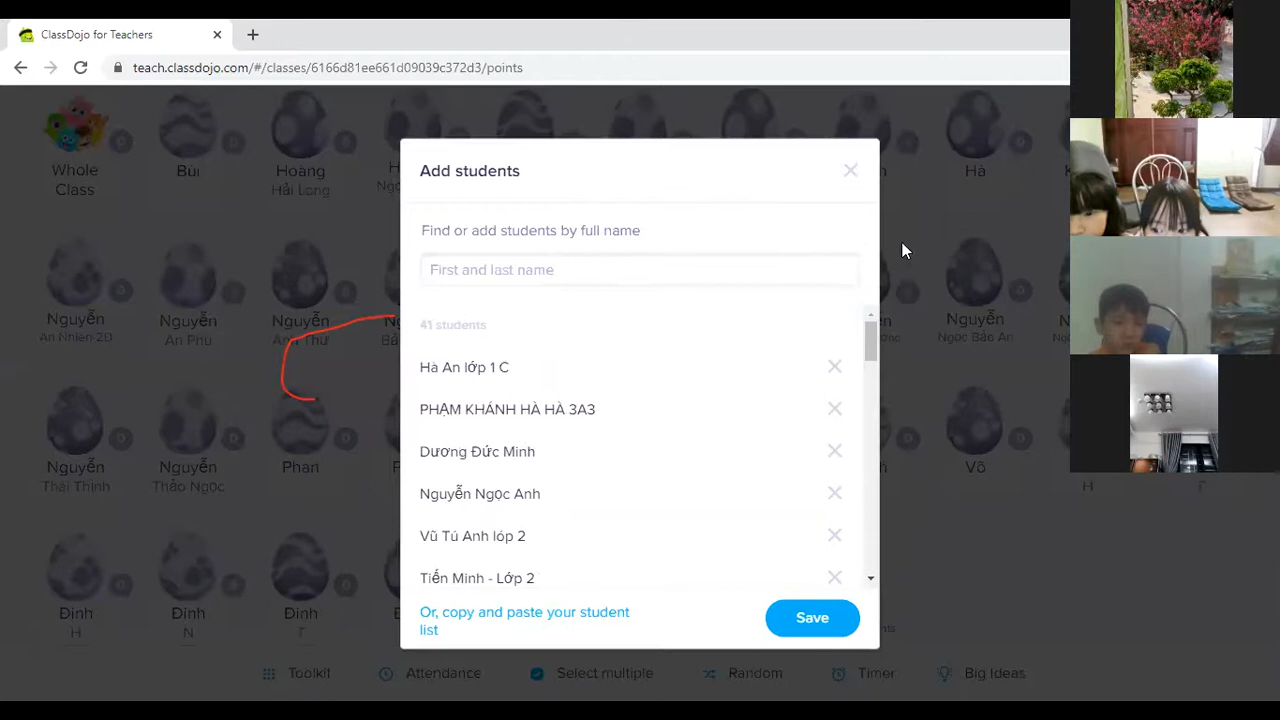 ClassDojo for Teachers
teach.classdojo.com/#/classes/6166d81ee661d09039c372d3/points
Whole
Class
Bùi
Hoàng
Hải Long
Hà
Add students
Find or add students by full name
First and last name
41 students
Hà An lớp 1 C
PHẠM KHÁNH HÀ HÀ 3A3
Dương Đức Minh
Nguyễn Ngọc Anh
Vũ Tú Anh lóp 2
Tiến Minh - Lớp 2
Or, copy and paste your student
list
Save
Nguyễn
An Nhiên 2D
Nguyễn
An Phú
Nguyễn
Anh Thư
Nguyễn
Ngọc Bảo An
Nguyễn
Thái Thịnh
Nguyễn
Thảo Ngọc
Phan
Võ
H
T
Đinh
H
Đinh
N
Đinh
T
Toolkit
Attendance
Select multiple
Random
Timer
Big Ideas